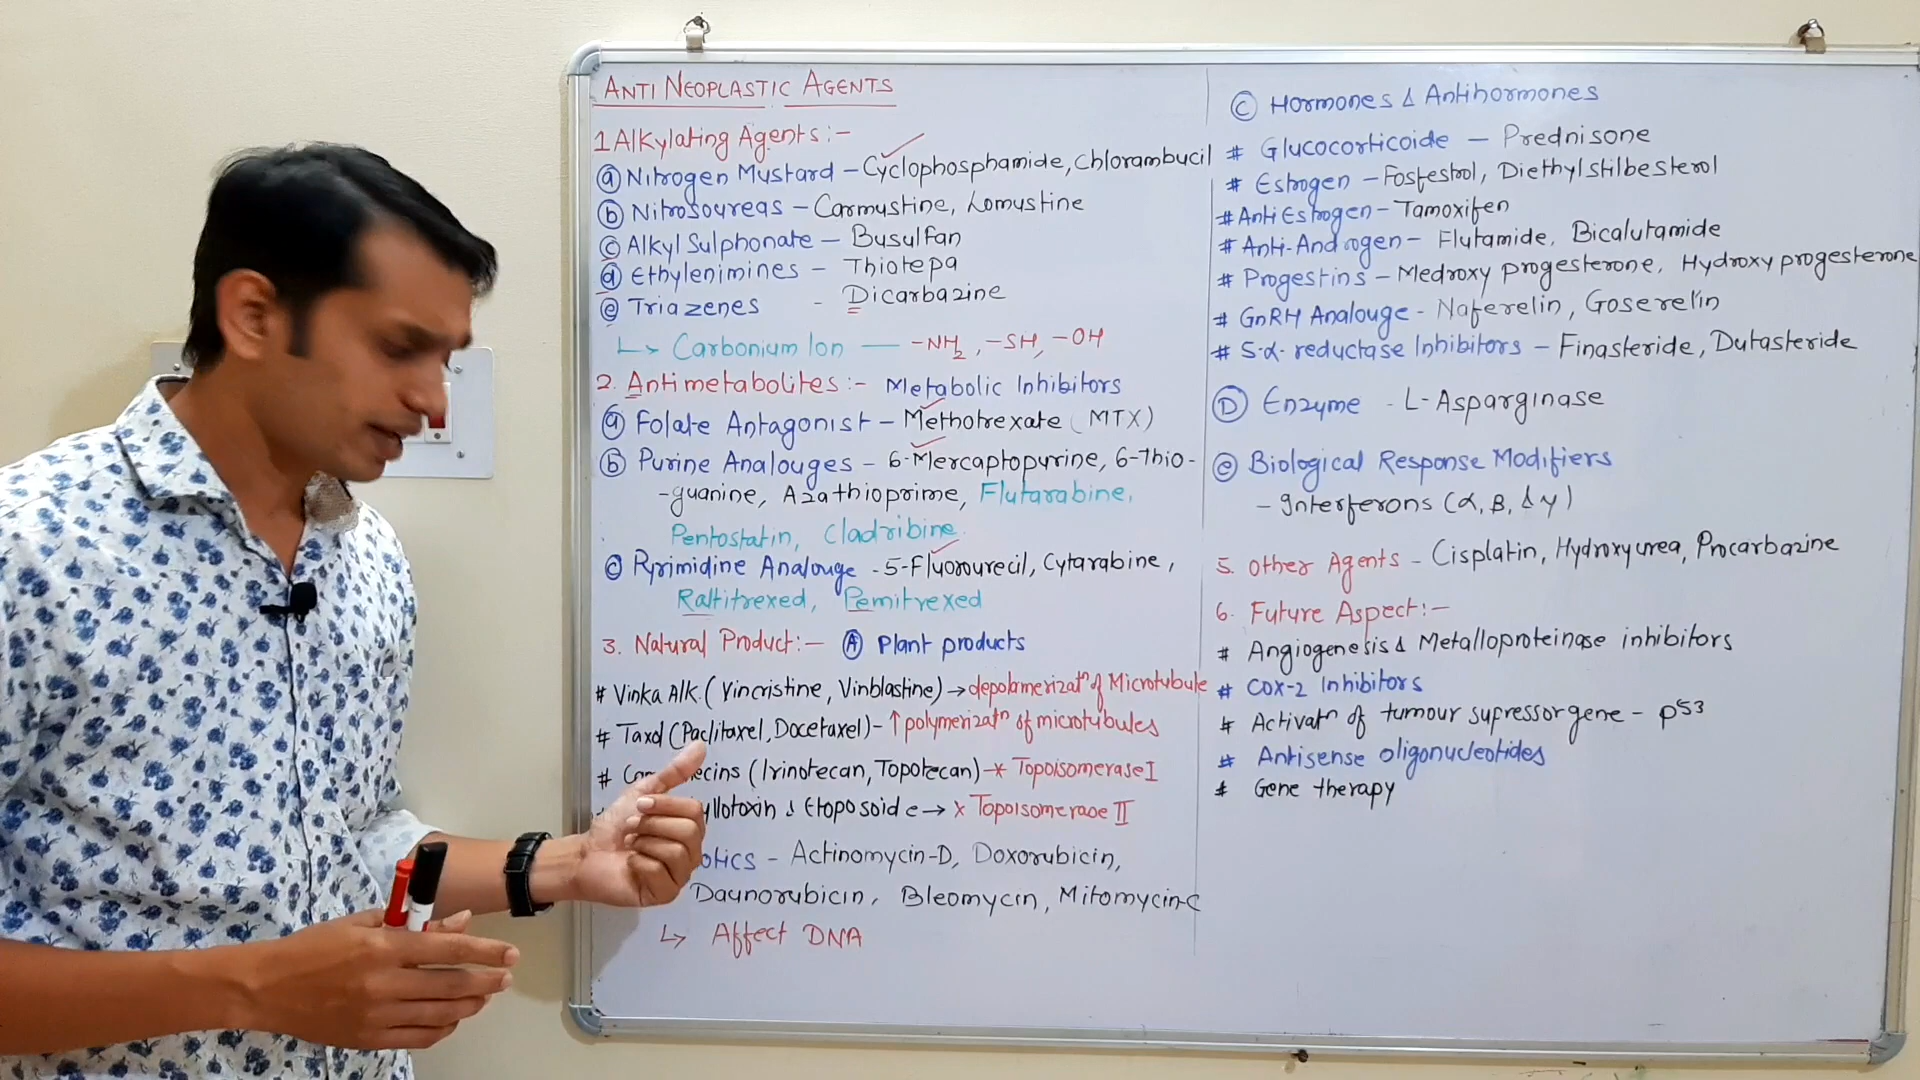 ANTI NEOPLASTIC AGENTS
1 Alkylating Agents:-
ⓐ Nitrogen Mustard – Cyclophosphamide, Chlorambucil
ⓑ Nitrosoureas – Carmustine, Lomustine
ⓒ Alkyl Sulphonate – Busulfan
ⓓ Ethylenimines – Thiotepa
ⓔ Triazenes - Dicarbazine
↳ Carbonium Ion — -NH₂, -SH, -OH
2. Antimetabolites:- Metabolic Inhibitors
ⓐ Folate Antagonist – Methotrexate (MTX)
ⓑ Purine Analouges – 6-Mercaptopurine, 6-Thio-
-guanine, Azathioprime, Flutarabine,
Pentostatin, Cladribine.
ⓒ Pyrimidine Analouge - 5-Fluorourecil, Cytarabine,
Raltitrexed, Pemitrexed
3. Natural Product:- Ⓐ Plant products
# Vinka Alk. (Vincristine, Vinblastine) → depolamerizatⁿ of Microtubule
# Taxol (Paclitaxel, Docetaxel) - ↑ polymerizatⁿ of microtubules
# (Irinotecan, Topotecan) -* Topoisomerase I
& Etoposoide → x Topoisomerase II
otics - Actinomycin-D, Doxorubicin,
Daunorubicin, Bleomycin, Mitomycin-C
↳ Affect DNA
Ⓒ Hormones & Antihormones
# Glucocorticoide – Prednisone
# Estrogen – Fosfestrol, Diethylstilbesterol
# Anti Estrogen – Tamoxifen
# Anti-Androgen – Flutamide, Bicalutamide
# Progestins – Medroxy progesterone, Hydroxy progesterone
# GnRH Analouge - Naferelin, Goserelin
# 5-α-reductase Inhibitors – Finasteride, Dutasteride
Ⓓ Enzyme - L-Asparginase
ⓔ Biological Response Modifiers
- Interferons (α, β, & γ)
5. Other Agents – Cisplatin, Hydroxyurea, Procarbazine
6. Future Aspect:-
# Angiogenesis & Metalloproteinase inhibitors
# COX-2 Inhibitors
# Activatⁿ of tumour supressor gene – p53
# Antisense oligonucleotides
# Gene therapy